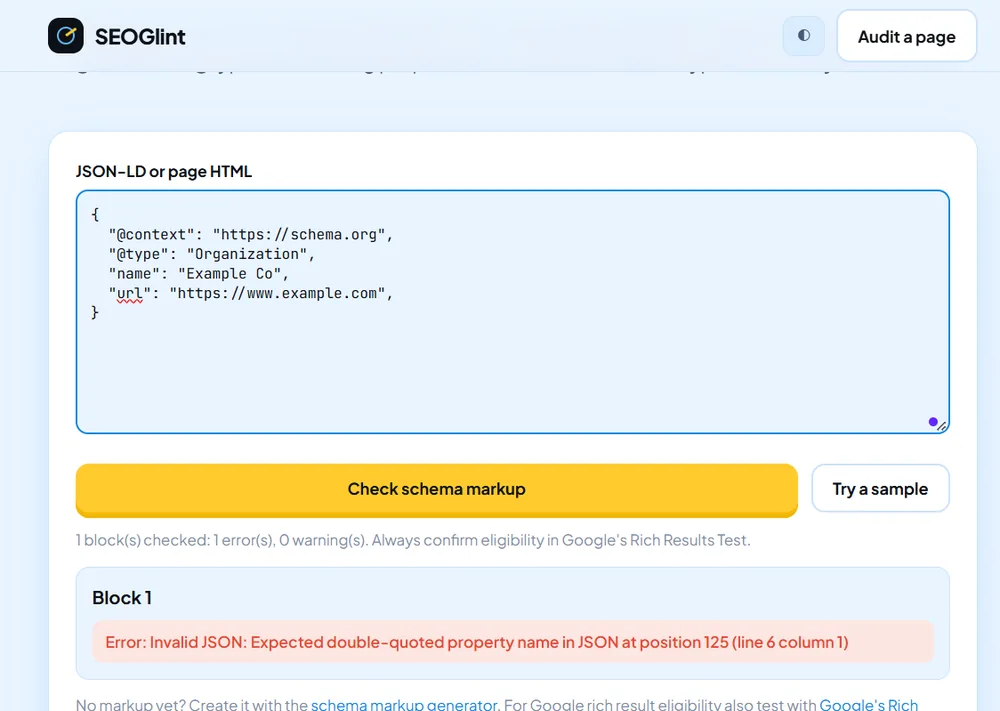 SEOGlint
Audit a page
JSON-LD or page HTML
{
  "@context": "https://schema.org",
  "@type": "Organization",
  "name": "Example Co",
  "url": "https://www.example.com",
}
Check schema markup
Try a sample
1 block(s) checked: 1 error(s), 0 warning(s). Always confirm eligibility in Google's Rich Results Test.
Block 1
Error: Invalid JSON: Expected double-quoted property name in JSON at position 125 (line 6 column 1)
No markup yet? Create it with the schema markup generator. For Google rich result eligibility also test with Google's Rich